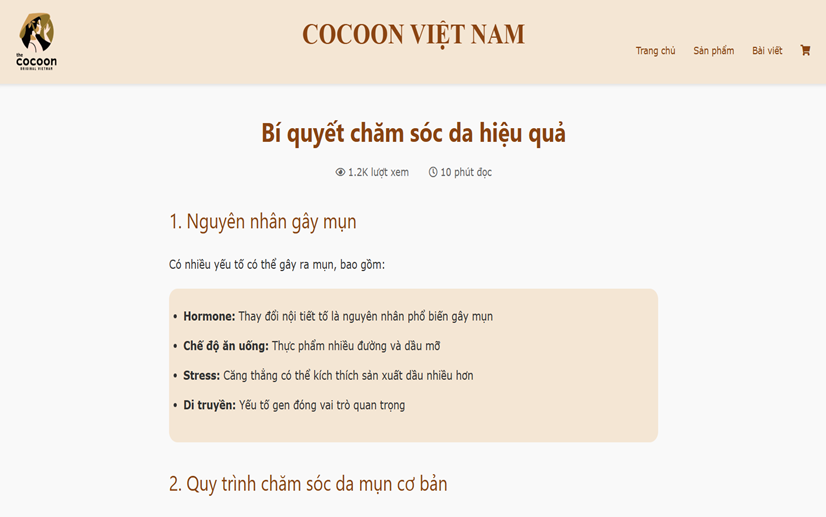 COCOON VIỆT NAM
the
cocoon
ORIGINAL VIETNAM
Trang chủ Sản phẩm Bài viết
Bí quyết chăm sóc da hiệu quả
1.2K lượt xem 10 phút đọc
1. Nguyên nhân gây mụn
Có nhiều yếu tố có thể gây ra mụn, bao gồm:
• Hormone: Thay đổi nội tiết tố là nguyên nhân phổ biến gây mụn
• Chế độ ăn uống: Thực phẩm nhiều đường và dầu mỡ
• Stress: Căng thẳng có thể kích thích sản xuất dầu nhiều hơn
• Di truyền: Yếu tố gen đóng vai trò quan trọng
2. Quy trình chăm sóc da mụn cơ bản